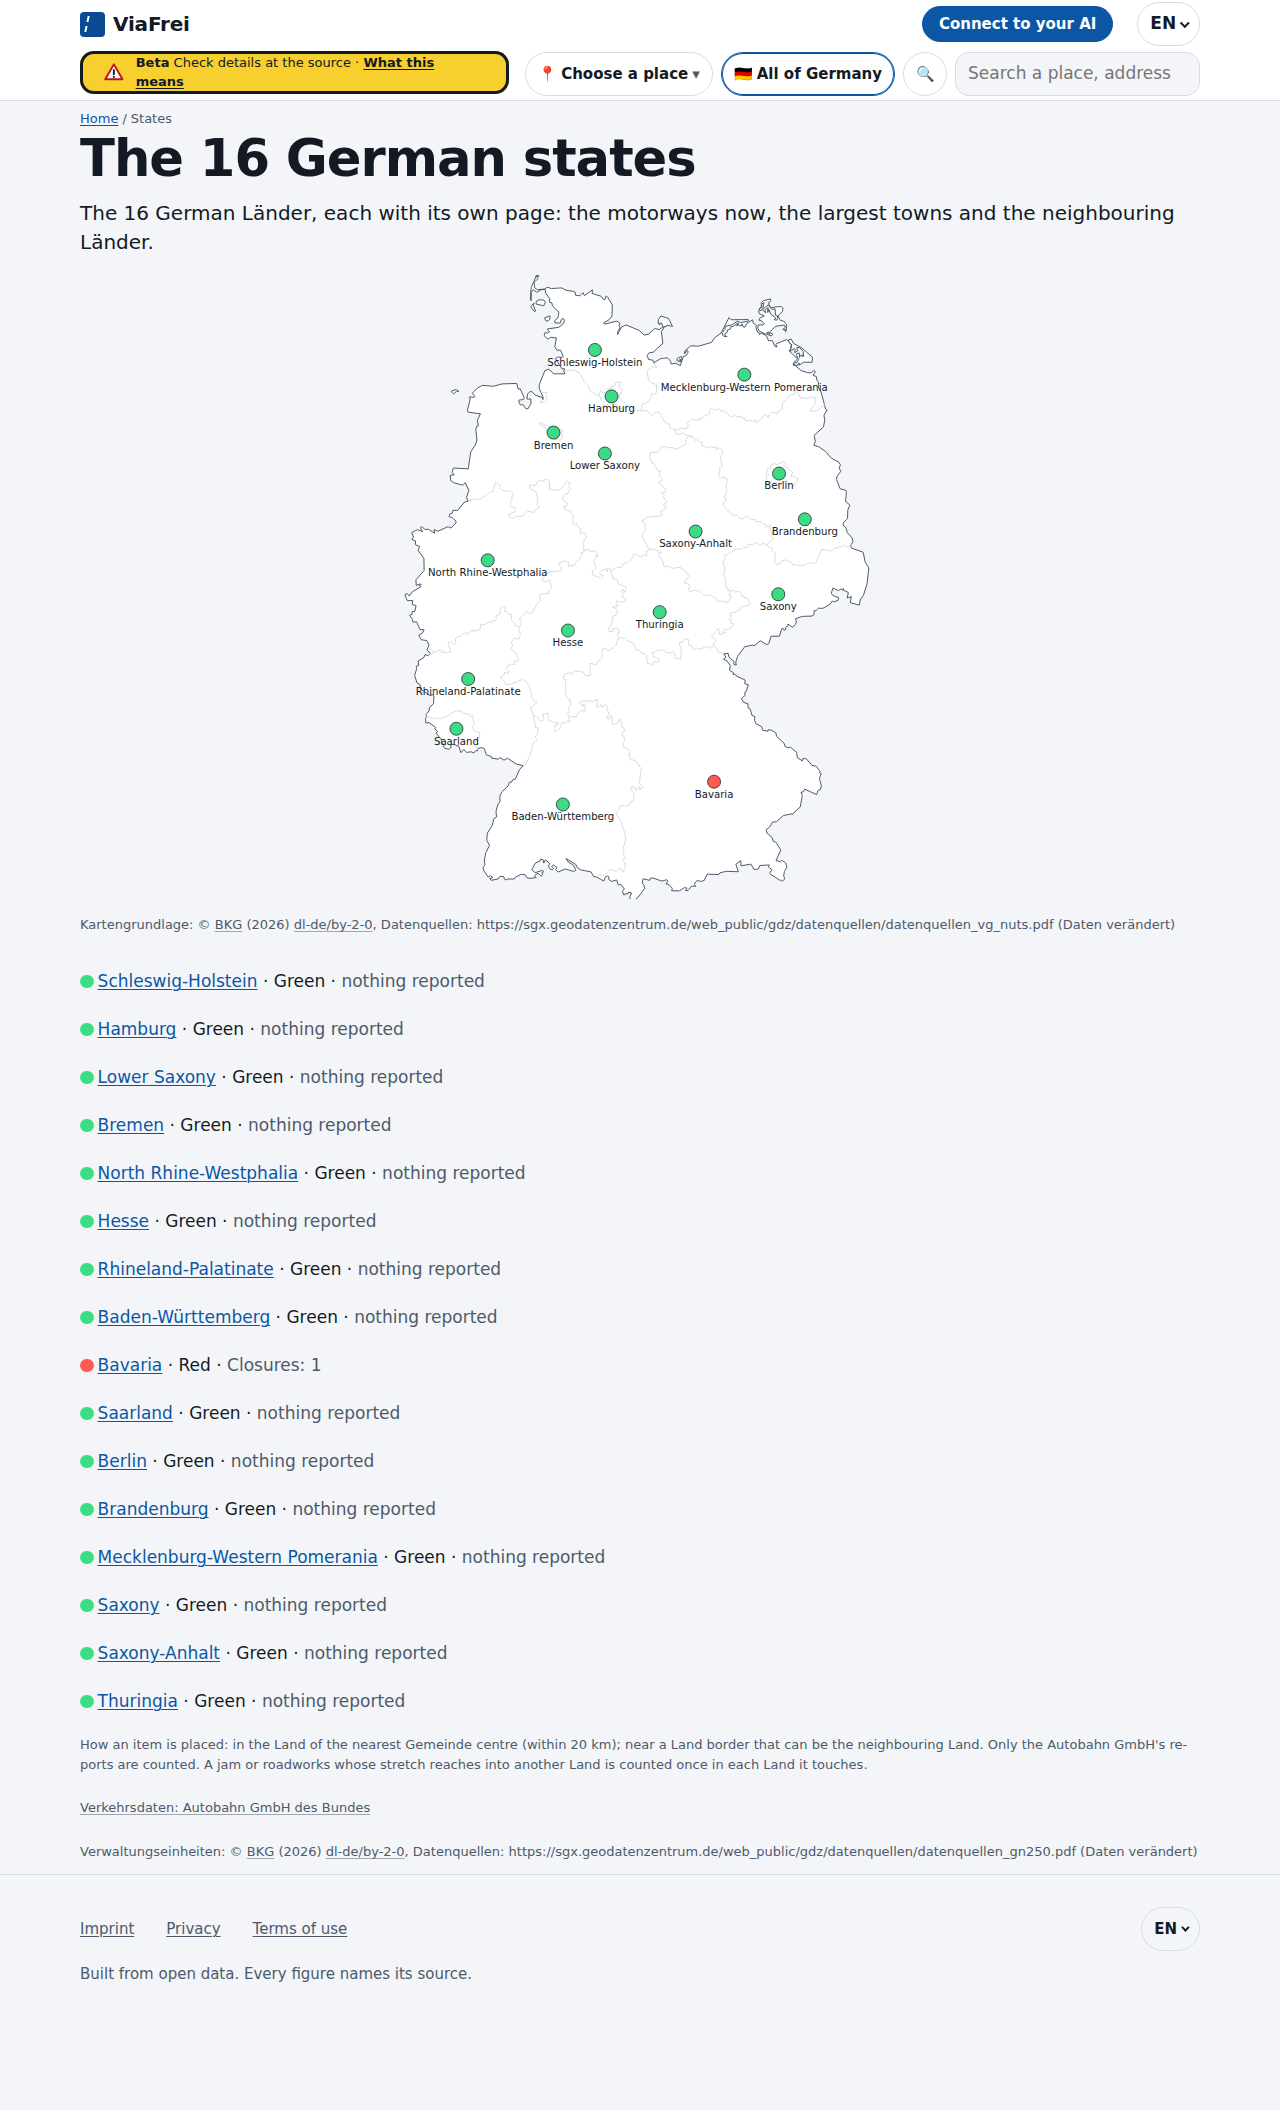 ViaFrei
Connect to your AI
EN
Beta Check details at the source · What this
means
Choose a place
All of Germany
Search a place, address
Home / States
The 16 German states
The 16 German Länder, each with its own page: the motorways now, the largest towns and the neighbouring
Länder.
Schleswig-Holstein
Mecklenburg-Western Pomerania
Hamburg
Bremen
Lower Saxony
Berlin
Brandenburg
Saxony-Anhalt
North Rhine-Westphalia
Saxony
Thuringia
Hesse
Rhineland-Palatinate
Saarland
Bavaria
Baden-Württemberg
Kartengrundlage: © BKG (2026) dl-de/by-2-0, Datenquellen: https://sgx.geodatenzentrum.de/web_public/gdz/datenquellen/datenquellen_vg_nuts.pdf (Daten verändert)
Schleswig-Holstein · Green · nothing reported
Hamburg · Green · nothing reported
Lower Saxony · Green · nothing reported
Bremen · Green · nothing reported
North Rhine-Westphalia · Green · nothing reported
Hesse · Green · nothing reported
Rhineland-Palatinate · Green · nothing reported
Baden-Württemberg · Green · nothing reported
Bavaria · Red · Closures: 1
Saarland · Green · nothing reported
Berlin · Green · nothing reported
Brandenburg · Green · nothing reported
Mecklenburg-Western Pomerania · Green · nothing reported
Saxony · Green · nothing reported
Saxony-Anhalt · Green · nothing reported
Thuringia · Green · nothing reported
How an item is placed: in the Land of the nearest Gemeinde centre (within 20 km); near a Land border that can be the neighbouring Land. Only the Autobahn GmbH's re-
ports are counted. A jam or roadworks whose stretch reaches into another Land is counted once in each Land it touches.
Verkehrsdaten: Autobahn GmbH des Bundes
Verwaltungseinheiten: © BKG (2026) dl-de/by-2-0, Datenquellen: https://sgx.geodatenzentrum.de/web_public/gdz/datenquellen/datenquellen_gn250.pdf (Daten verändert)
Imprint
Privacy
Terms of use
EN
Built from open data. Every figure names its source.